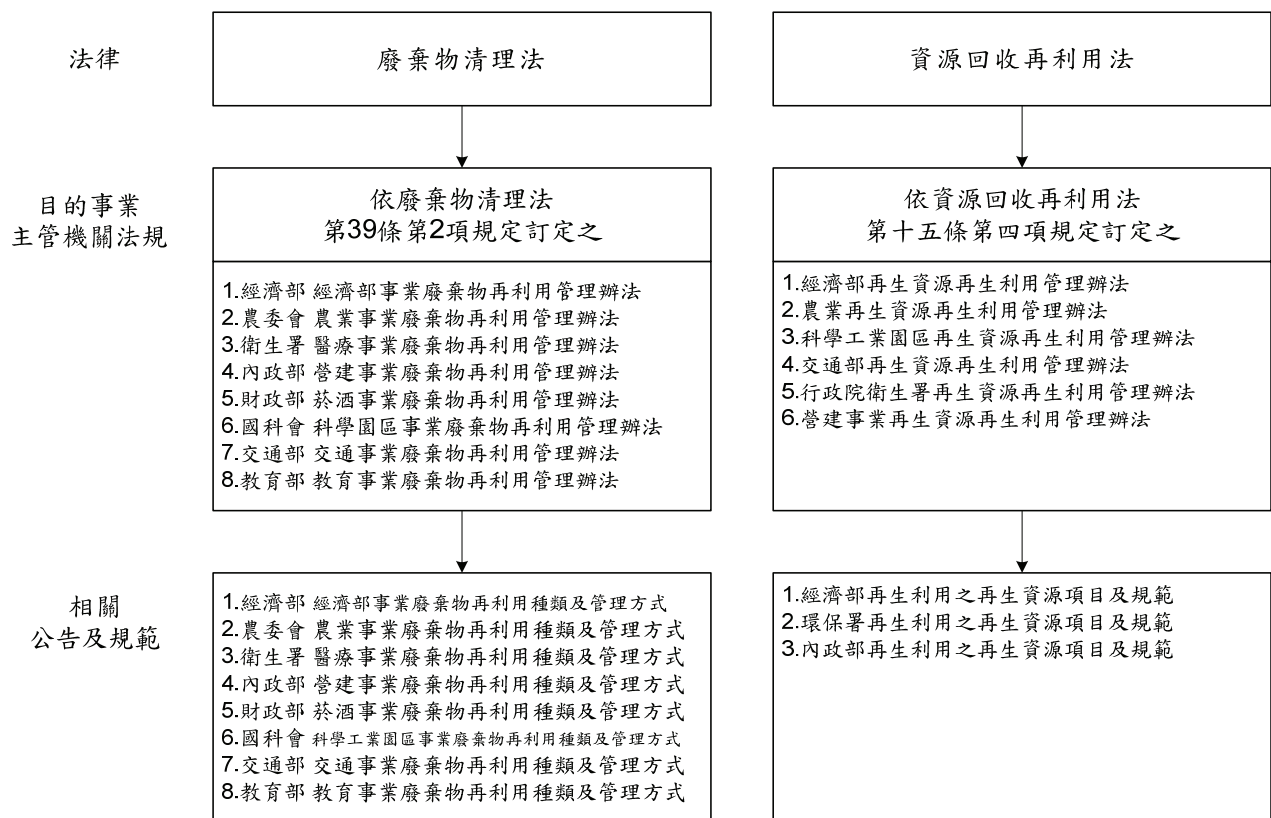 法律
廢棄物清理法
資源回收再利用法
目的事業
主管機關法規
依廢棄物清理法
第39條第2項規定訂定之
1.經濟部 經濟部事業廢棄物再利用管理辦法
2.農委會 農業事業廢棄物再利用管理辦法
3.衛生署 醫療事業廢棄物再利用管理辦法
4.內政部 營建事業廢棄物再利用管理辦法
5.財政部 菸酒事業廢棄物再利用管理辦法
6.國科會 科學園區事業廢棄物再利用管理辦法
7.交通部 交通事業廢棄物再利用管理辦法
8.教育部 教育事業廢棄物再利用管理辦法
依資源回收再利用法
第十五條第四項規定訂定之
1.經濟部再生資源再生利用管理辦法
2.農業再生資源再生利用管理辦法
3.科學工業園區再生資源再生利用管理辦法
4.交通部再生資源再生利用管理辦法
5.行政院衛生署再生資源再生利用管理辦法
6.營建事業再生資源再生利用管理辦法
相關
公告及規範
1.經濟部 經濟部事業廢棄物再利用種類及管理方式
2.農委會 農業事業廢棄物再利用種類及管理方式
3.衛生署 醫療事業廢棄物再利用種類及管理方式
4.內政部 營建事業廢棄物再利用種類及管理方式
5.財政部 菸酒事業廢棄物再利用種類及管理方式
6.國科會 科學工業園區事業廢棄物再利用種類及管理方式
7.交通部 交通事業廢棄物再利用種類及管理方式
8.教育部 教育事業廢棄物再利用種類及管理方式
1.經濟部再生利用之再生資源項目及規範
2.環保署再生利用之再生資源項目及規範
3.內政部再生利用之再生資源項目及規範